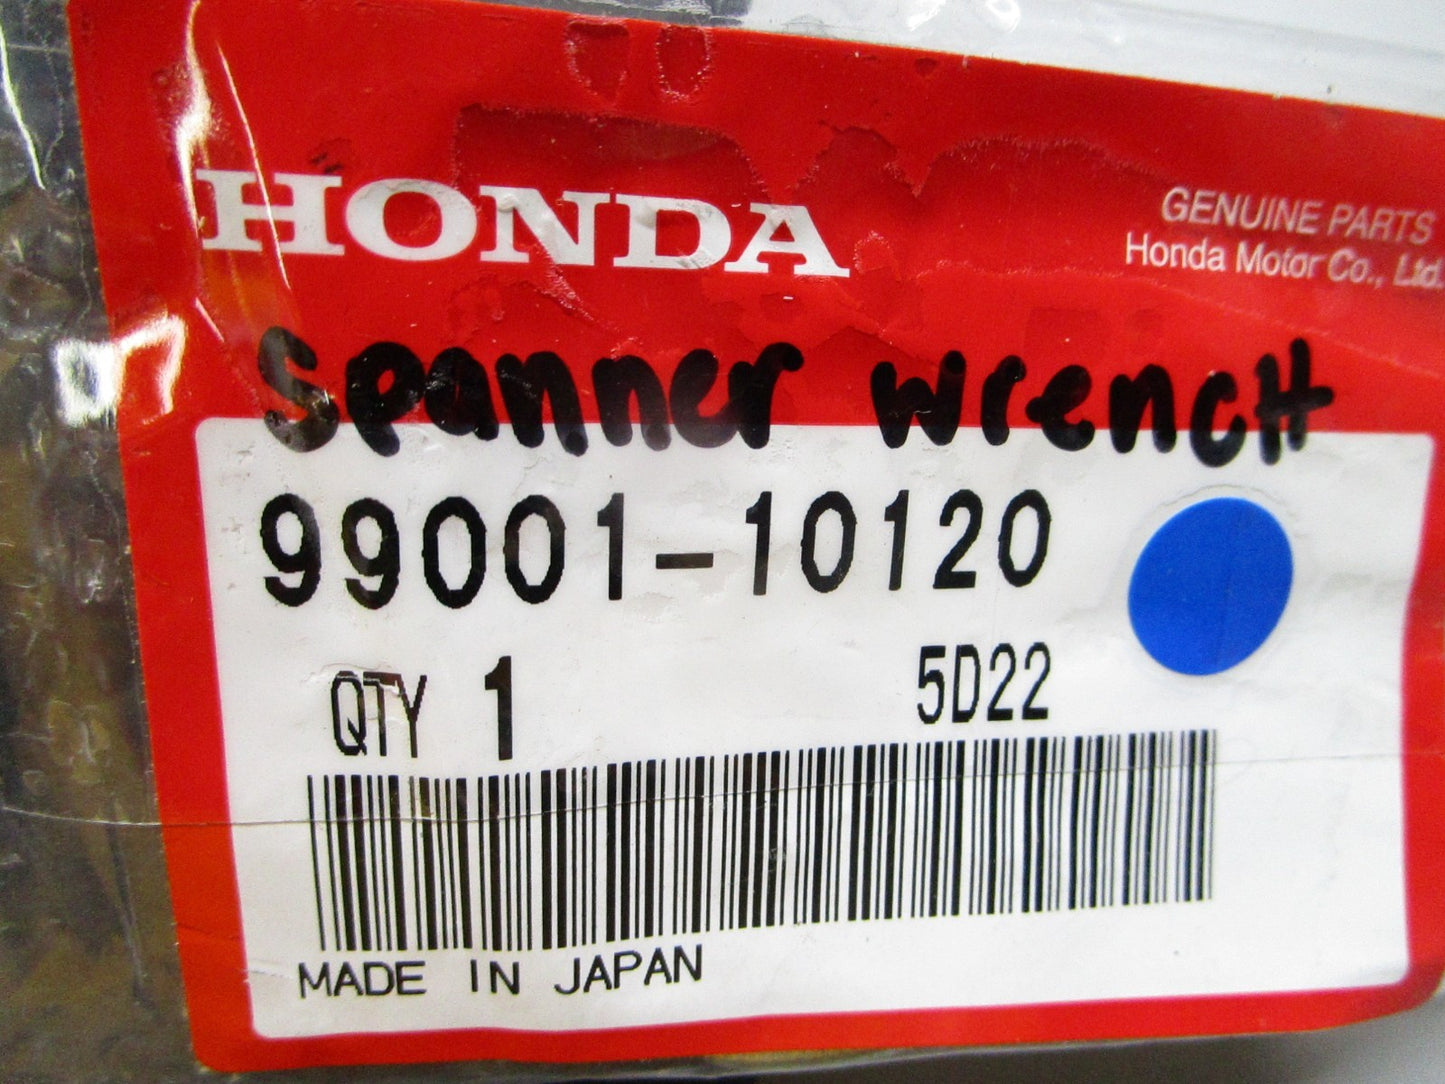 HONDA
GENUINE PARTS
Honda Motor Co., Ltd.
spanner wrencH
99001-10120
QTY 1 5D22
MADE IN JAPAN